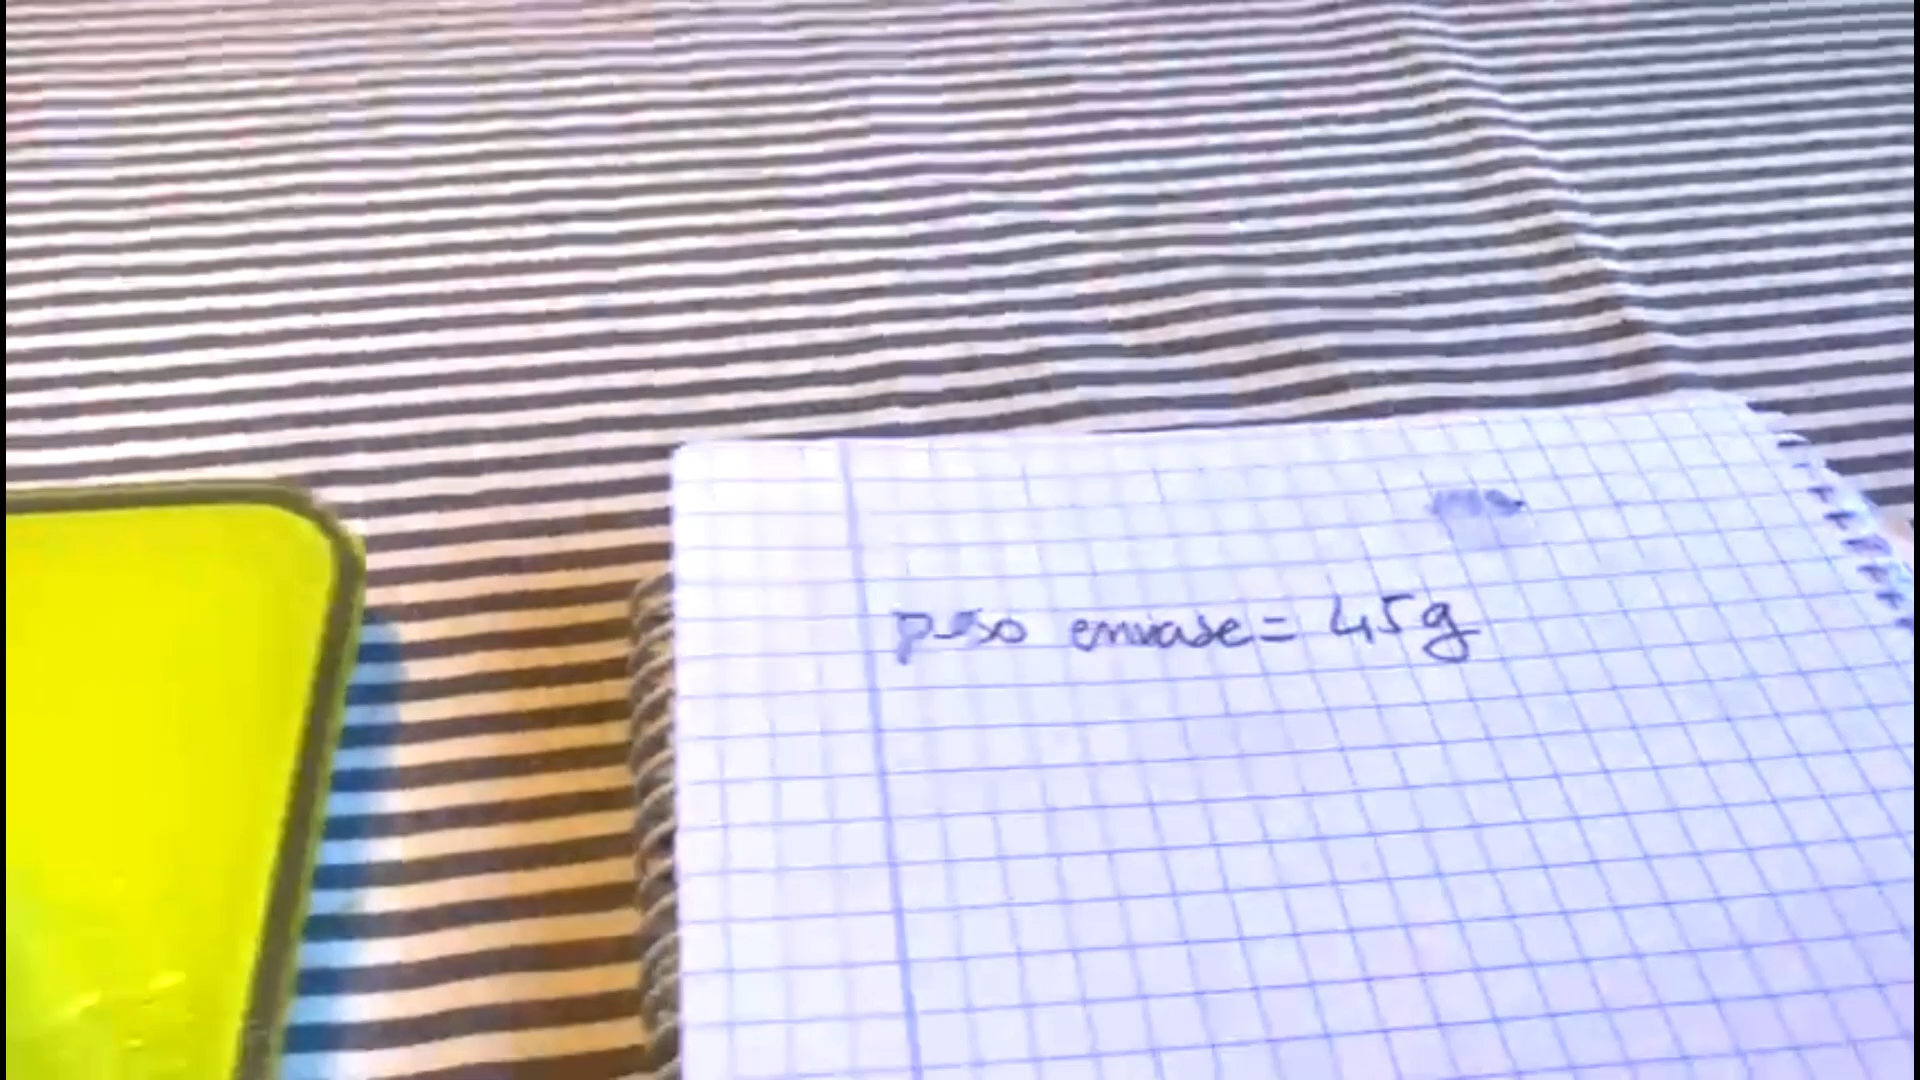 peso envase = 45g